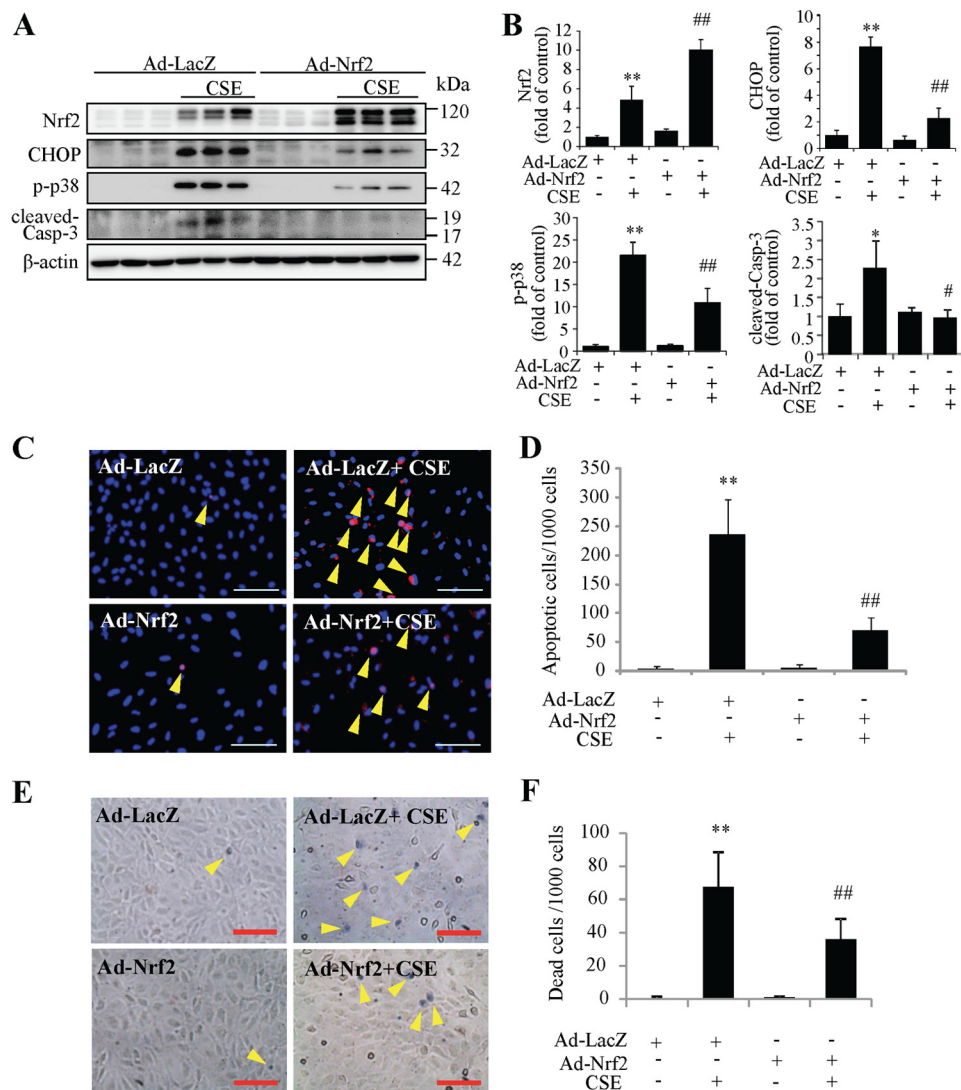 A
Ad-LacZ Ad-Nrf2
CSE CSE kDa
Nrf2 120
CHOP 32
p-p38 42
cleaved- 19
Casp-3 17
β-actin 42
B
Nrf2
(fold of control)
12
10
8
6
4
2
0
** ##
Ad-LacZ + + - -
Ad-Nrf2 - - + +
CSE - + - +
CHOP
(fold of control)
10
8
6
4
2
0
** ##
Ad-LacZ + + - -
Ad-Nrf2 - - + +
CSE - + - +
p-p38
(fold of control)
30
25
20
15
10
5
0
** ##
Ad-LacZ + + - -
Ad-Nrf2 - - + +
CSE - + - +
cleaved-Casp-3
(fold of control)
3.5
3
2.5
2
1.5
1
0.5
0
* #
Ad-LacZ + + - -
Ad-Nrf2 - - + +
CSE - + - +
C
Ad-LacZ Ad-LacZ+ CSE
Ad-Nrf2 Ad-Nrf2+CSE
D
Apoptotic cells/1000 cells
350
300
250
200
150
100
50
0
** ##
Ad-LacZ + + - -
Ad-Nrf2 - - + +
CSE - + - +
E
Ad-LacZ Ad-LacZ+ CSE
Ad-Nrf2 Ad-Nrf2+CSE
F
Dead cells /1000 cells
100
80
60
40
20
0
** ##
Ad-LacZ + + - -
Ad-Nrf2 - - + +
CSE - + - +